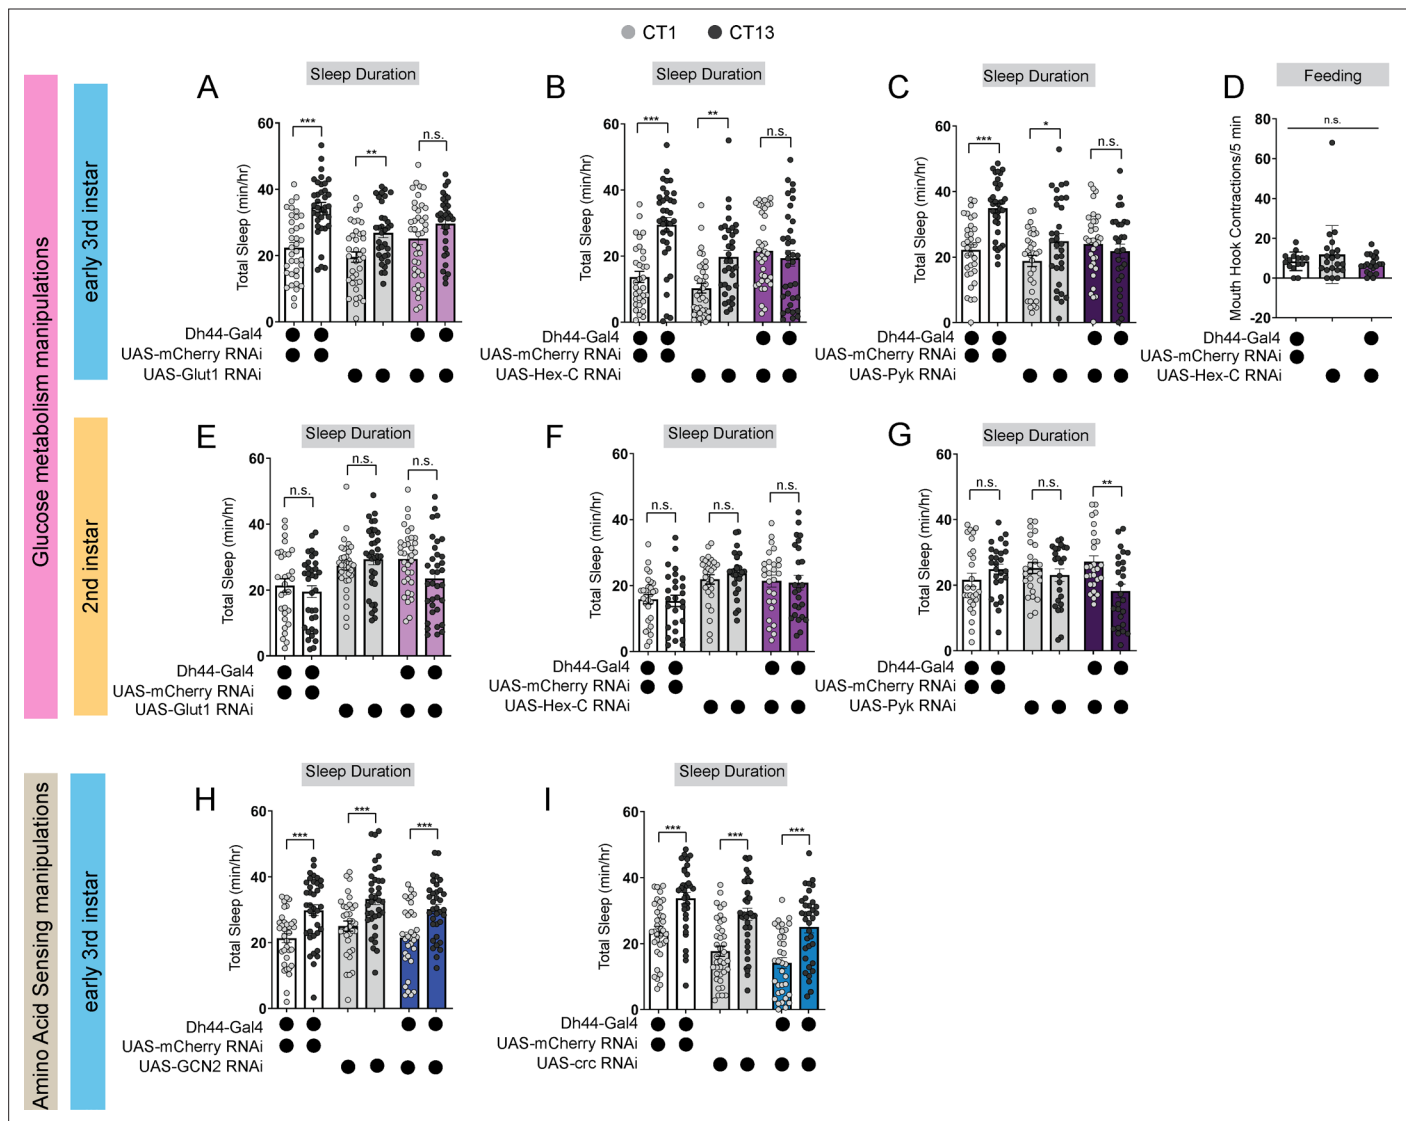 CT1 CT13
Glucose metabolism manipulations
early 3rd instar
A
Sleep Duration
Total Sleep (min/hr)
60
40
20
0
***
**
n.s.
Dh44-Gal4
UAS-mCherry RNAi
UAS-Glut1 RNAi
B
Sleep Duration
Total Sleep (min/hr)
60
40
20
0
***
**
n.s.
Dh44-Gal4
UAS-mCherry RNAi
UAS-Hex-C RNAi
C
Sleep Duration
Total Sleep (min/hr)
60
40
20
0
***
*
n.s.
Dh44-Gal4
UAS-mCherry RNAi
UAS-Pyk RNAi
D
Feeding
Mouth Hook Contractions/5 min
80
60
40
20
0
-20
n.s.
Dh44-Gal4
UAS-mCherry RNAi
UAS-Hex-C RNAi
2nd instar
E
Sleep Duration
Total Sleep (min/hr)
60
40
20
0
n.s.
n.s.
n.s.
Dh44-Gal4
UAS-mCherry RNAi
UAS-Glut1 RNAi
F
Sleep Duration
Total Sleep (min/hr)
60
40
20
0
n.s.
n.s.
n.s.
Dh44-Gal4
UAS-mCherry RNAi
UAS-Hex-C RNAi
G
Sleep Duration
Total Sleep (min/hr)
60
40
20
0
n.s.
n.s.
**
Dh44-Gal4
UAS-mCherry RNAi
UAS-Pyk RNAi
Amino Acid Sensing manipulations
early 3rd instar
H
Sleep Duration
Total Sleep (min/hr)
60
40
20
0
***
***
***
Dh44-Gal4
UAS-mCherry RNAi
UAS-GCN2 RNAi
I
Sleep Duration
Total Sleep (min/hr)
60
40
20
0
***
***
***
Dh44-Gal4
UAS-mCherry RNAi
UAS-crc RNAi